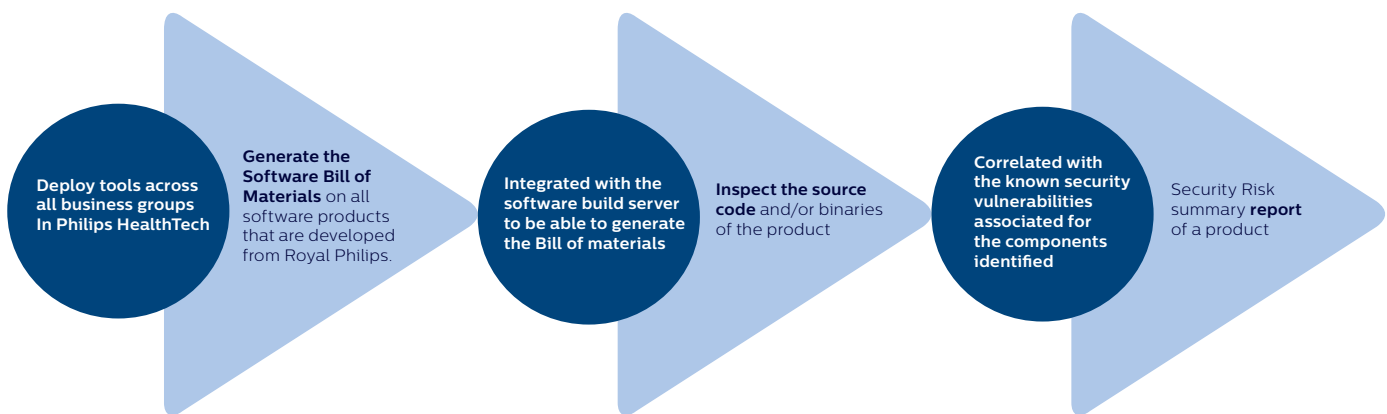 Deploy tools across
all business groups
In Philips HealthTech
Generate the
Software Bill of
Materials on all
software products
that are developed
from Royal Philips.
Integrated with the
software build server
to be able to generate
the Bill of materials
Inspect the source
code and/or binaries
of the product
Correlated with
the known security
vulnerabilities
associated for
the components
identified
Security Risk
summary report
of a product